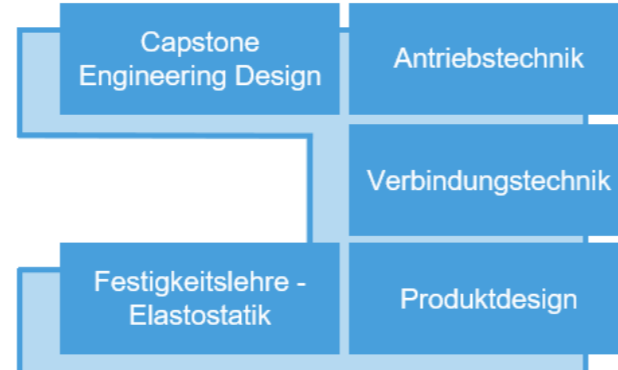 Capstone
Engineering Design
Antriebstechnik
Verbindungstechnik
Festigkeitslehre -
Elastostatik
Produktdesign